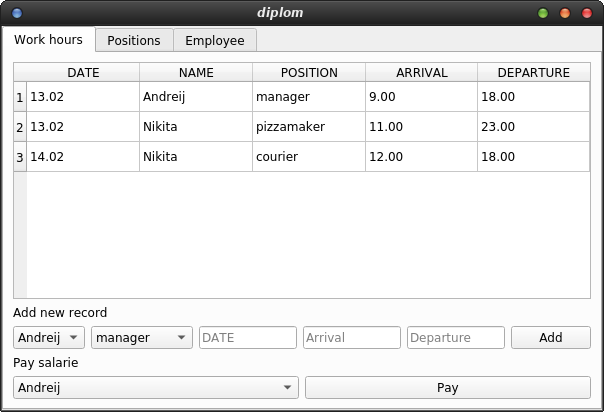 diplom
Work hours Positions Employee
DATE NAME POSITION ARRIVAL DEPARTURE
1 13.02 Andreij manager 9.00 18.00
2 13.02 Nikita pizzamaker 11.00 23.00
3 14.02 Nikita courier 12.00 18.00
Add new record
Andreij manager DATE Arrival Departure Add
Pay salarie
Andreij Pay